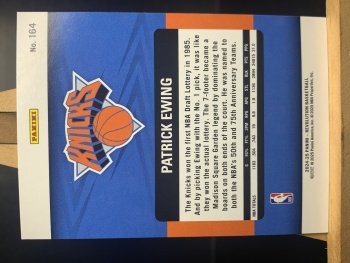 No. 164
PANINI
KNICKS
PATRICK EWING
The Knicks won the first NBA Draft Lottery in 1985.
And by picking Ewing with the No. 1 pick, it was like
they won the actual lottery. The 7-footer became a
Madison Square Garden legend by dominating the
boards on both ends of the court. He was named to
both the NBA's 50th and 75th Anniversary Teams.
NBA TOTALS
2024-25 PANINI – REVOLUTION BASKETBALL